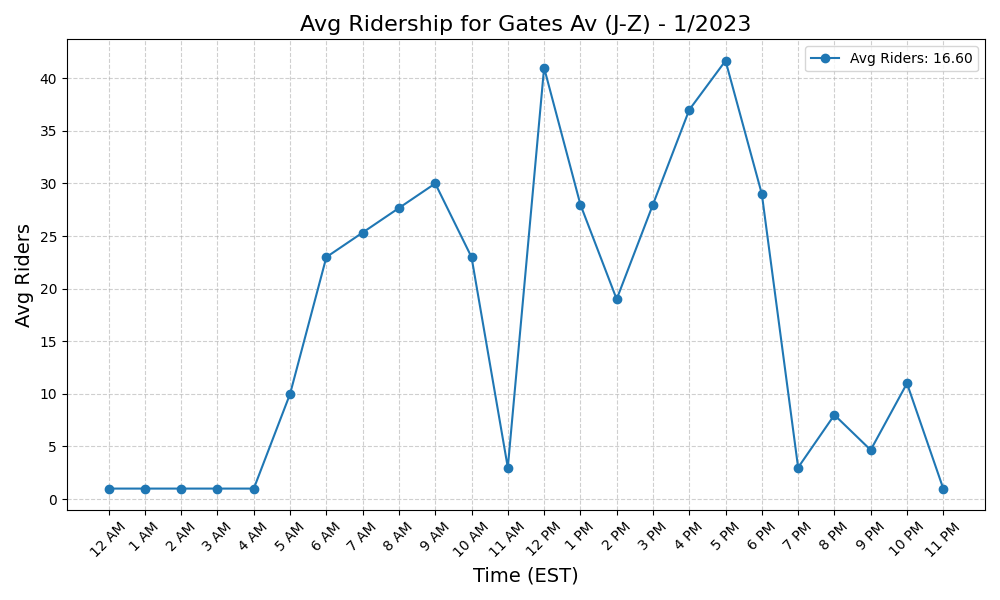 Avg Ridership for Gates Av (J-Z) - 1/2023
Avg Riders: 16.60
Avg Riders
40
35
30
25
20
15
10
5
0
12 AM
1 AM
2 AM
3 AM
4 AM
5 AM
6 AM
7 AM
8 AM
9 AM
10 AM
11 AM
12 PM
1 PM
2 PM
3 PM
4 PM
5 PM
6 PM
7 PM
8 PM
9 PM
10 PM
11 PM
Time (EST)